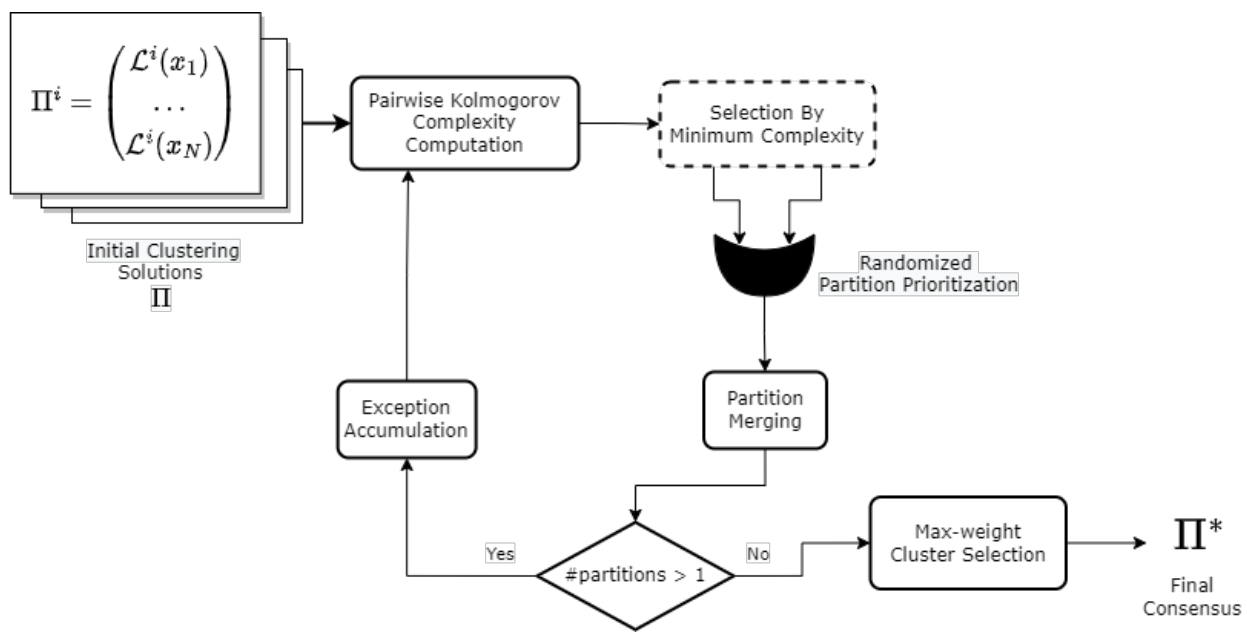 Πⁱ = ( ℒⁱ(x₁)
...
ℒⁱ(x_N) )
Initial Clustering
Solutions
Π
Pairwise Kolmogorov
Complexity
Computation
Selection By
Minimum Complexity
Randomized
Partition Prioritization
Partition
Merging
Exception
Accumulation
Yes
#partitions > 1
No
Max-weight
Cluster Selection
Π*
Final
Consensus